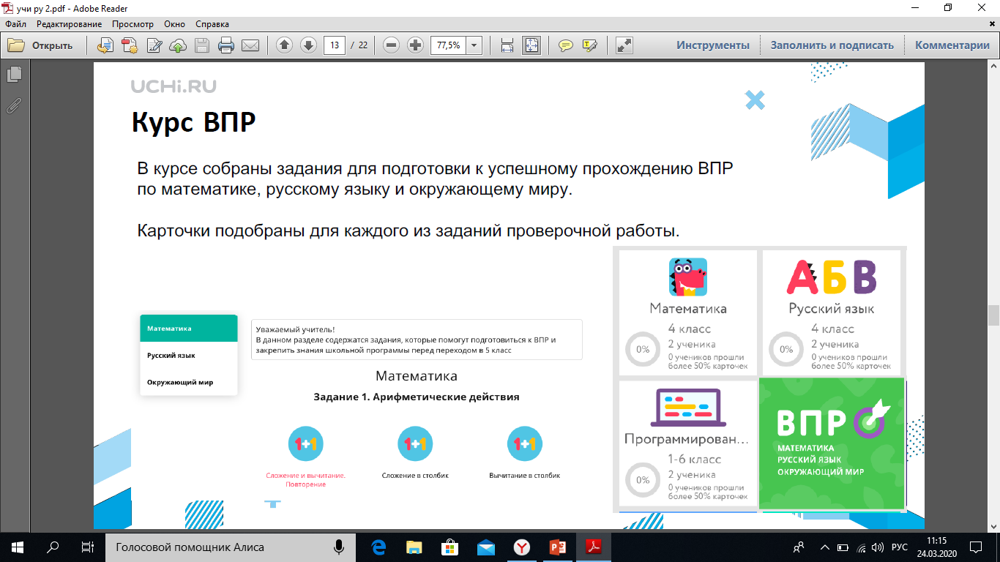 учи ру 2.pdf - Adobe Reader
Файл Редактирование Просмотр Окно Справка
Открыть 13 / 22 77,5% Инструменты Заполнить и подписать Комментарии
UCHi.RU
Курс ВПР
В курсе собраны задания для подготовки к успешному прохождению ВПР
по математике, русскому языку и окружающему миру.
Карточки подобраны для каждого из заданий проверочной работы.
Математика
Русский язык
Окружающий мир
Уважаемый учитель!
В данном разделе содержатся задания, которые помогут подготовиться к ВПР и
закрепить знания школьной программы перед переходом в 5 класс
Математика
Задание 1. Арифметические действия
1+1
Сложение и вычитание.
Повторение
1+1
Сложение в столбик
1+1
Вычитание в столбик
Математика
4 класс
2 ученика
0%
0 учеников прошли
более 50% карточек
АБВ
Русский язык
4 класс
2 ученика
0%
0 учеников прошли
более 50% карточек
Программирован...
1-6 класс
2 ученика
0%
0 учеников прошли
более 50% карточек
ВПР
МАТЕМАТИКА
РУССКИЙ ЯЗЫК
ОКРУЖАЮЩИЙ МИР
Голосовой помощник Алиса
РУС
11:15
24.03.2020